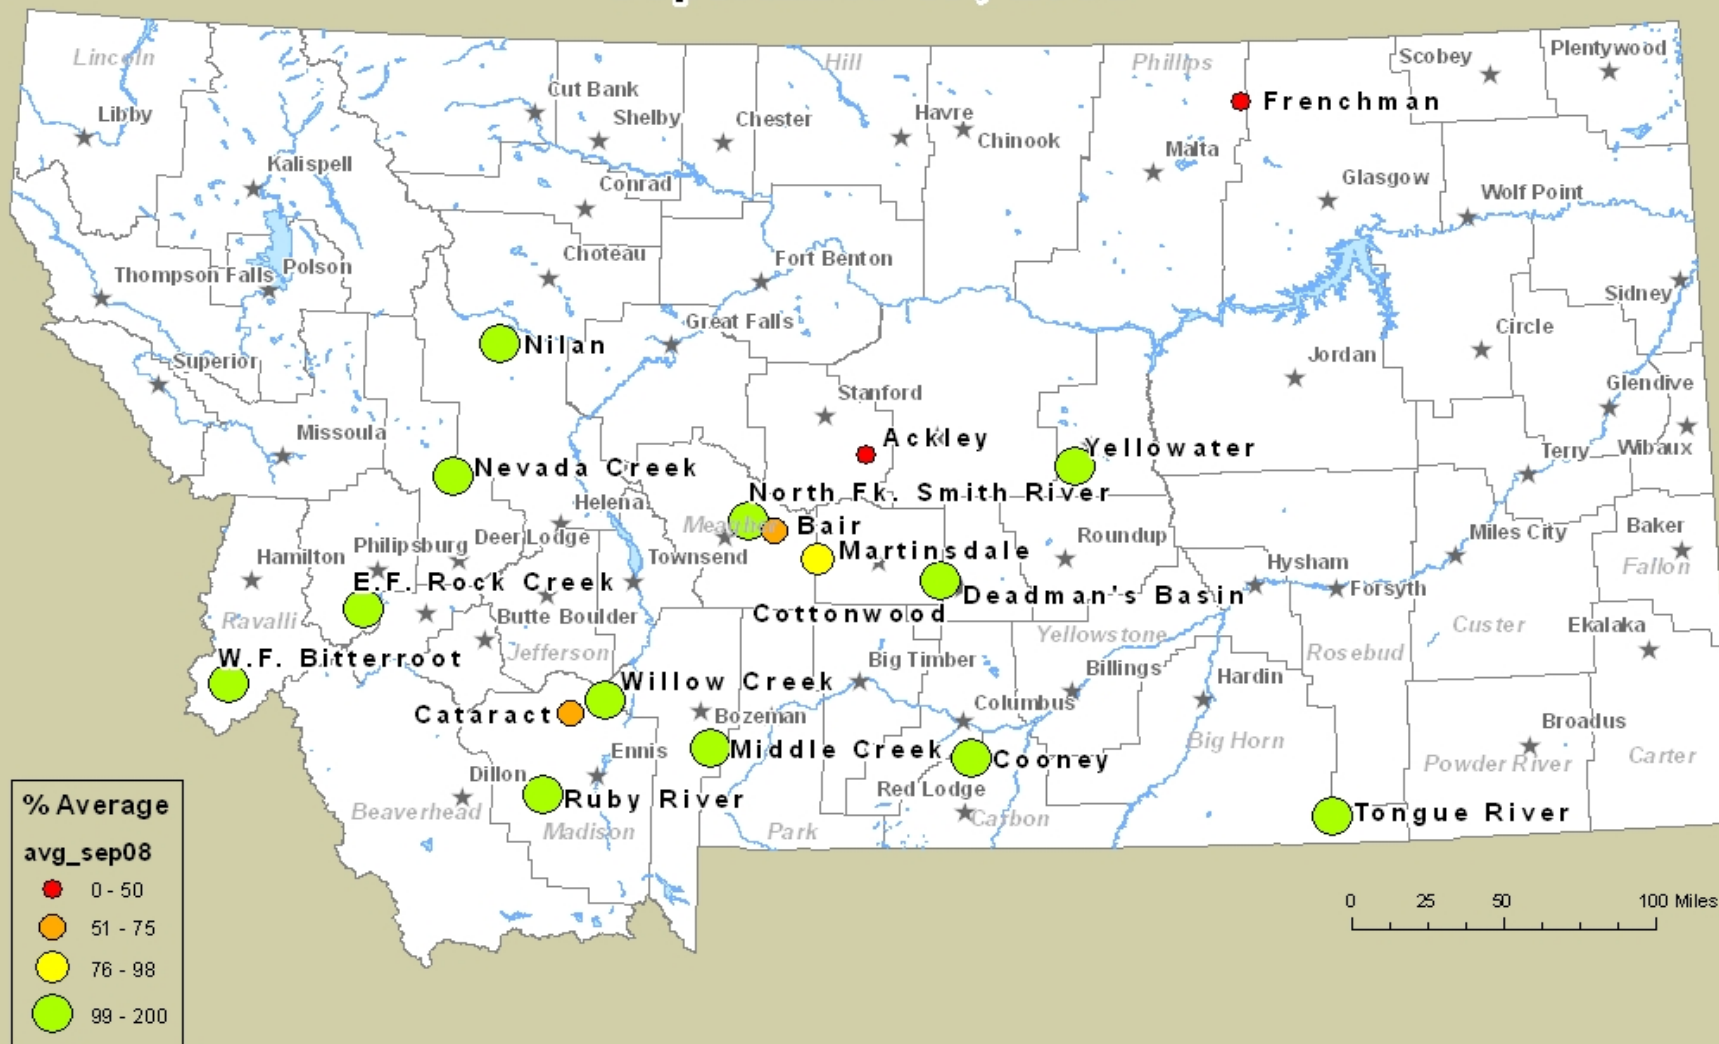 Lincoln
Hill
Phillips
Scobey
Plentywood
Libby
Cut Bank
Shelby
Chester
Havre
Chinook
Frenchman
Malta
Kalispell
Conrad
Glasgow
Wolf Point
Thompson Falls
Polson
Choteau
Fort Benton
Sidney
Nilan
Great Falls
Circle
Superior
Jordan
Glendive
Stanford
Missoula
Ackley
Yellowater
Terry
Wibaux
Nevada Creek
North Fk. Smith River
Helena
Meagher
Bair
Deer Lodge
Philipsburg
Hamilton
Townsend
Martinsdale
Roundup
Miles City
Baker
Hysham
Fallon
E.F. Rock Creek
Deadman's Basin
Forsyth
Ravalli
Butte
Boulder
Cottonwood
Yellowstone
Custer
Ekalaka
Jefferson
Rosebud
W.F. Bitterroot
Big Timber
Billings
Hardin
Willow Creek
Cataract
Bozeman
Columbus
Broadus
Ennis
Middle Creek
Cooney
Big Horn
Powder River
Carter
Dillon
Ruby River
Red Lodge
Beaverhead
Madison
Park
Carbon
Tongue River
% Average
avg_sep08
0 - 50
51 - 75
76 - 98
99 - 200
0 25 50 100 Miles